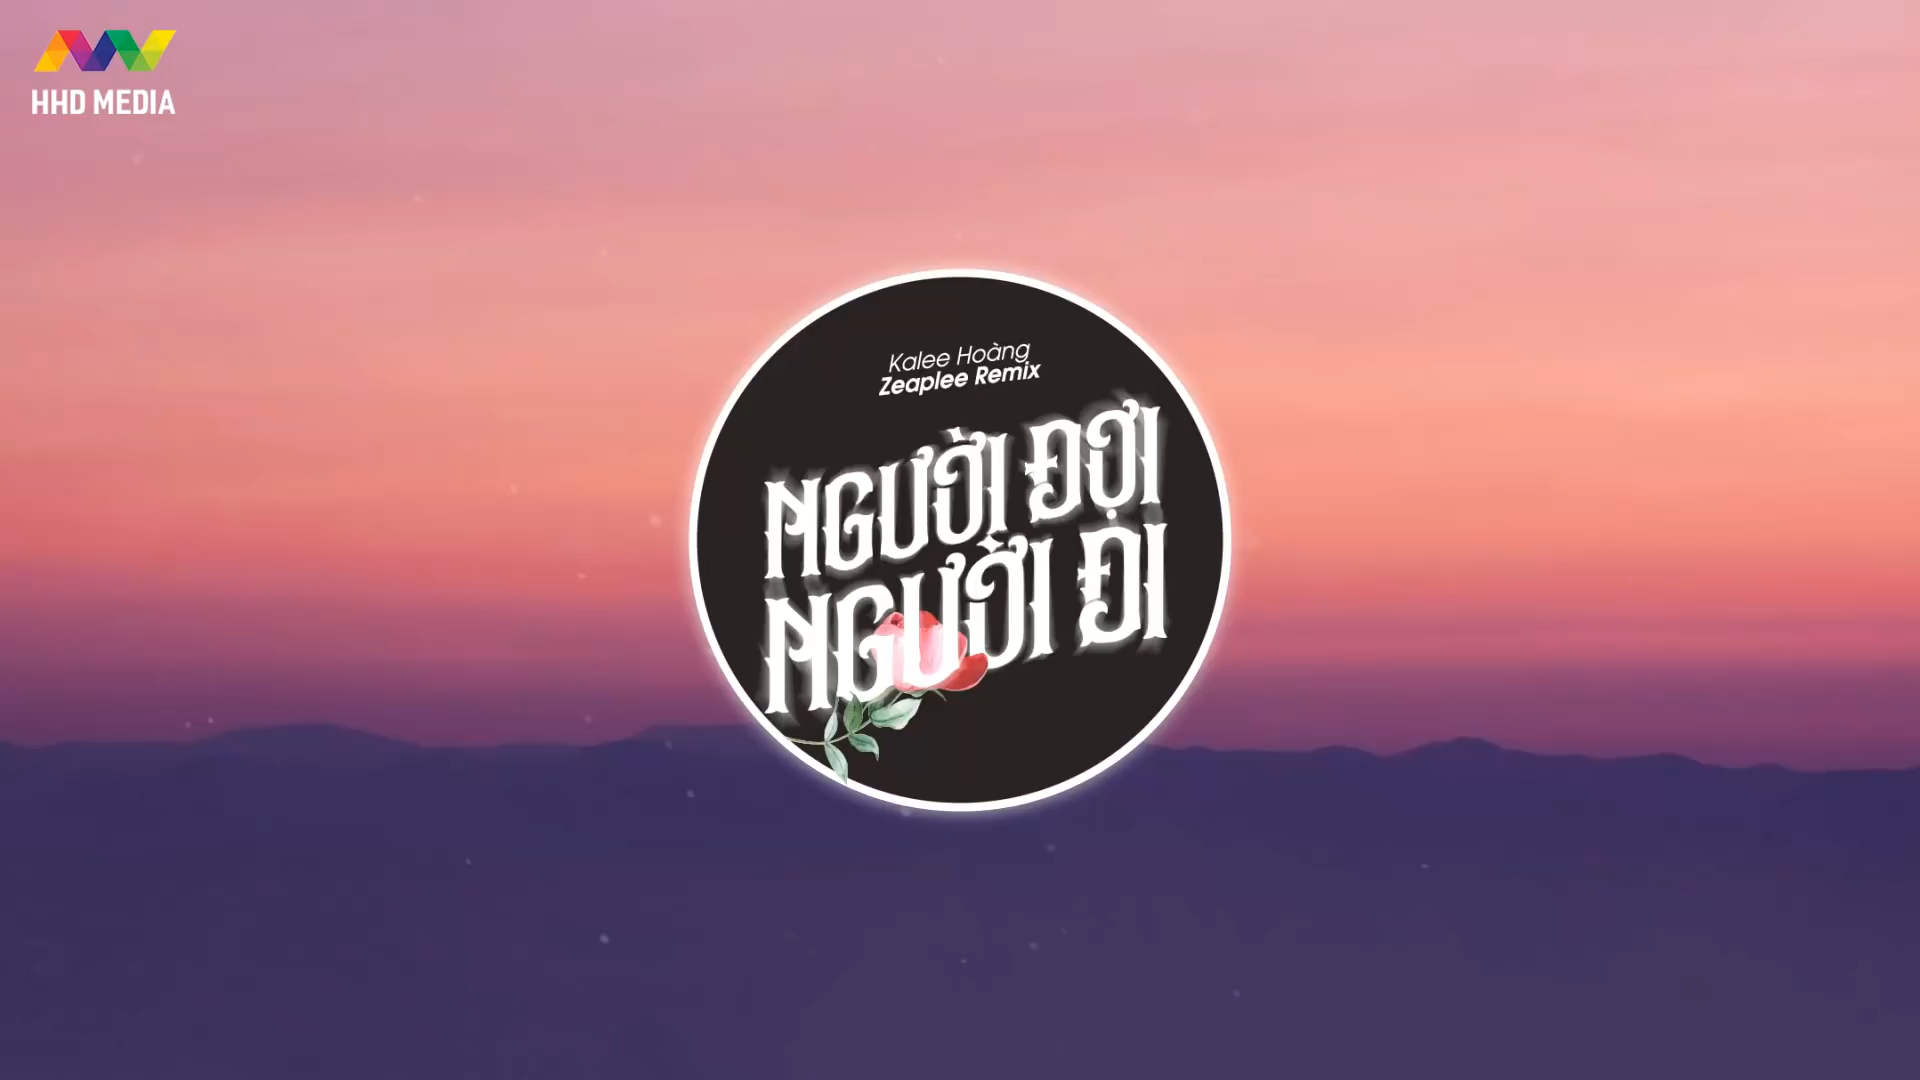 HHD MEDIA
Kalee Hoàng
Zeaplee Remix
NGƯỜI ĐỢI
NGƯỜI ĐI